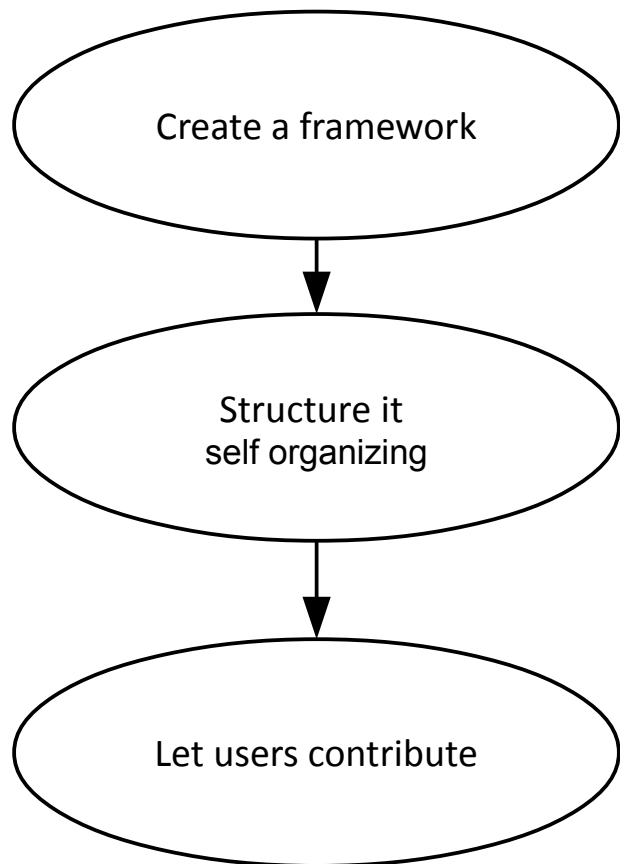 Create a framework
Structure it
self organizing
Let users contribute